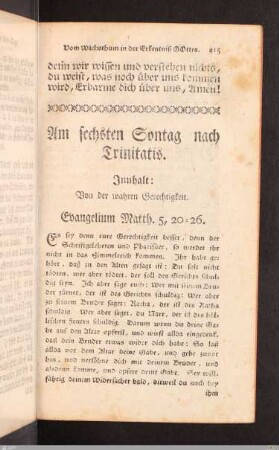 Vom Wachsthum in der Erkentniß GOttes. 415
denn wir wissen und verstehen nichts,
du weist, was noch über uns kommen
wird, Erbarme dich über uns, Amen!
Am sechsten Sontag nach
Trinitatis.
Innhalt:
Von der wahren Gerechtigkeit.
Evangelium Matth. 5, 20-26.
Es sey denn eure Gerechtigkeit besser, denn der
Schriftgelehrten und Pharisäer, so werdet ihr
nicht in das Himmelreich kommen. Ihr habt ge-
höret, daß zu den Alten gesagt ist: Du solt nicht
tödten, wer aber tödtet, der soll des Gerichts schul-
dig seyn. Ich aber sage euch: Wer mit seinem Bru-
der zürnet, der ist des Gerichts schuldig: Wer aber
zu seinem Bruder saget: Racha, der ist des Raths
schuldig. Wer aber saget, du Narr, der ist des höl-
lischen Feuers schuldig. Darum wenn du deine Ga-
be auf den Altar opferst, und wirst allda eingedenk,
daß dein Bruder etwas wider dich habe: So laß
allda vor dem Altar deine Gabe, und gehe zuvor
hin, und versöhne dich mit deinem Bruder, und
alsdenn komme, und opfere deine Gabe. Sey will-
fährig deinem Widersacher bald, dieweil du noch bey
ihm